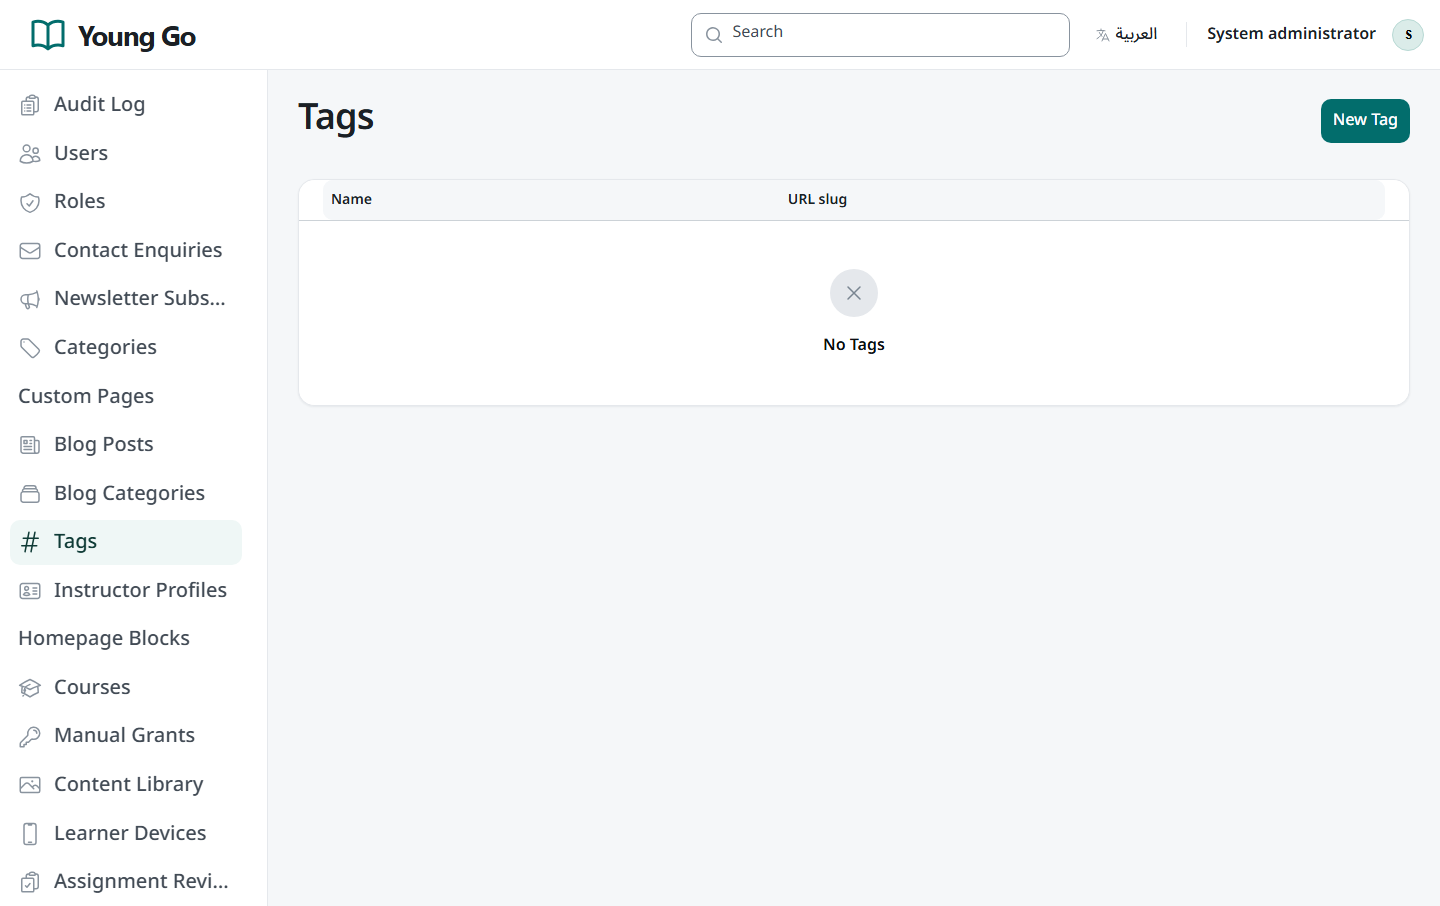 Young Go
Search
العربية
System administrator
S
Audit Log
Users
Roles
Contact Enquiries
Newsletter Subs...
Categories
Custom Pages
Blog Posts
Blog Categories
Tags
Instructor Profiles
Homepage Blocks
Courses
Manual Grants
Content Library
Learner Devices
Assignment Revi...
Tags
New Tag
Name
URL slug
No Tags